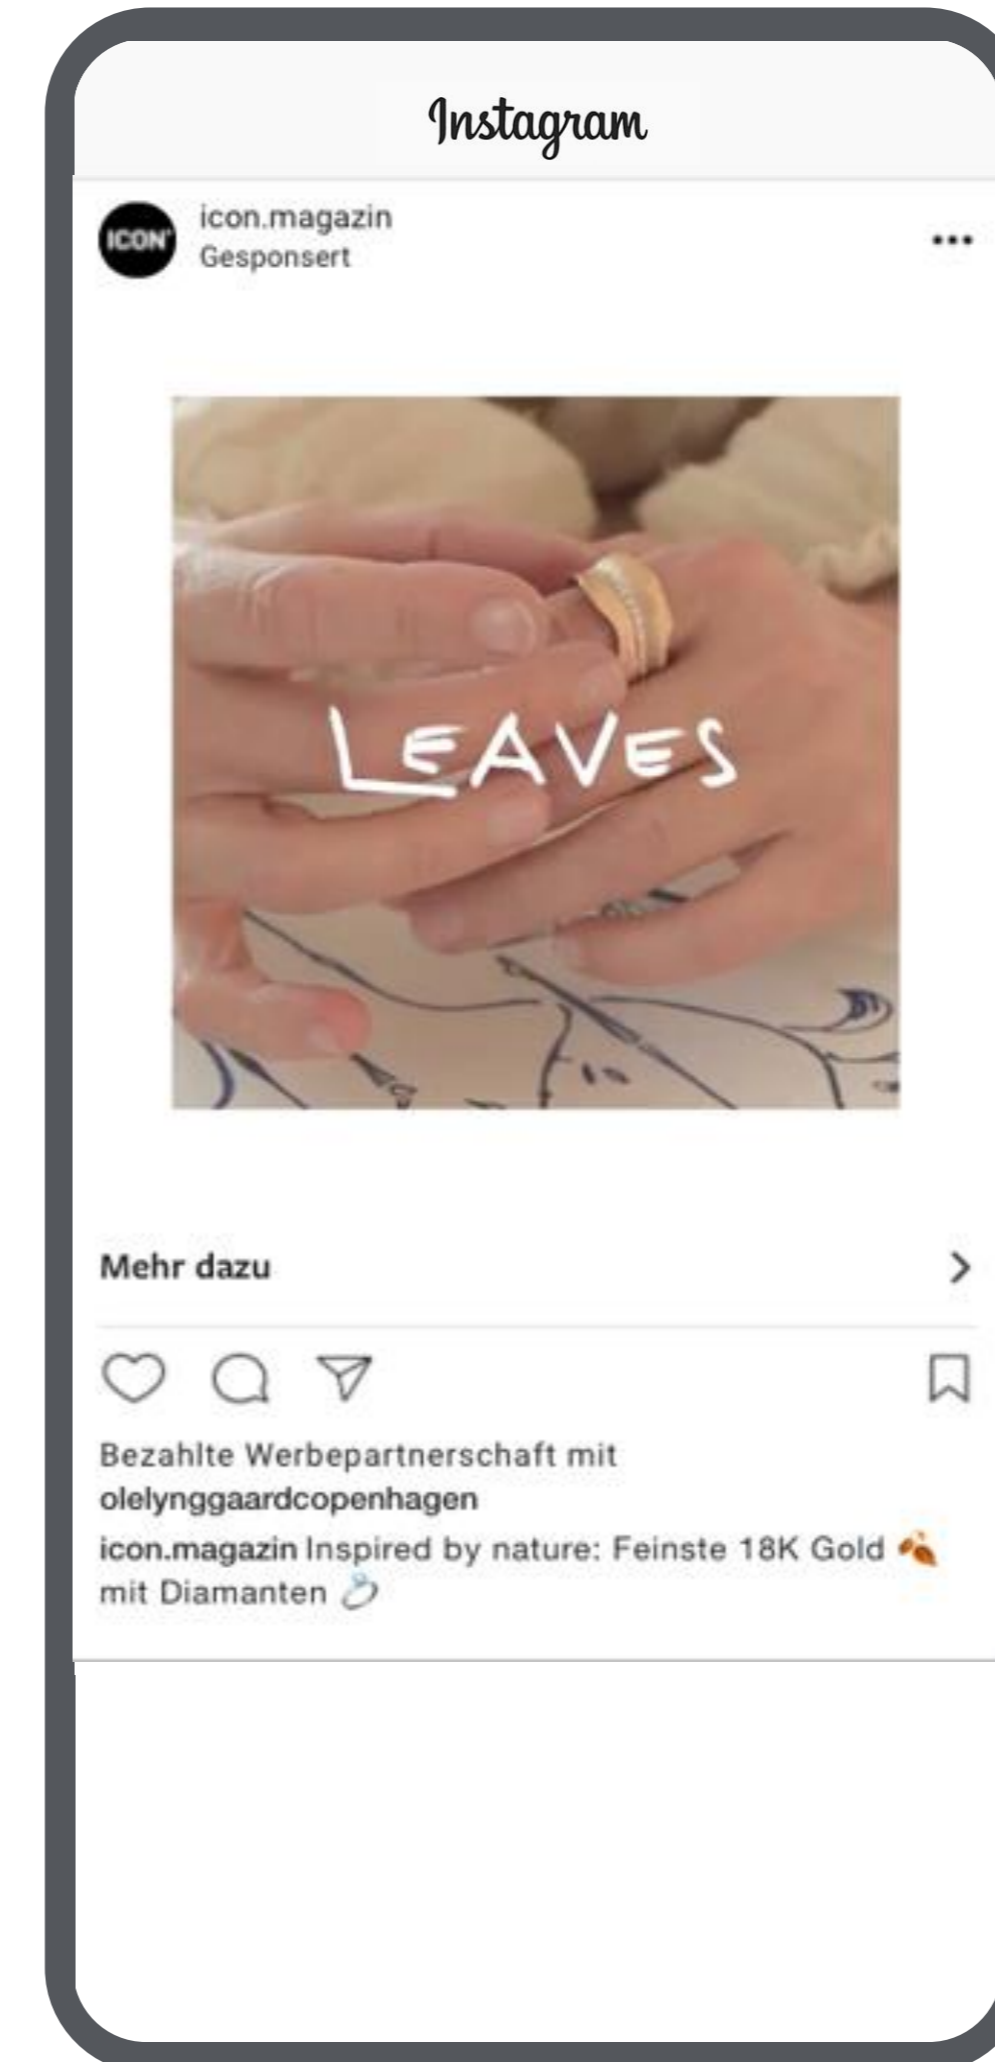 Instagram
ICON
icon.magazin
Gesponsert
LEAVES
Mehr dazu
Bezahlte Werbepartnerschaft mit
olelynggaardcopenhagen
icon.magazin Inspired by nature: Feinste 18K Gold 🍂
mit Diamanten 💍